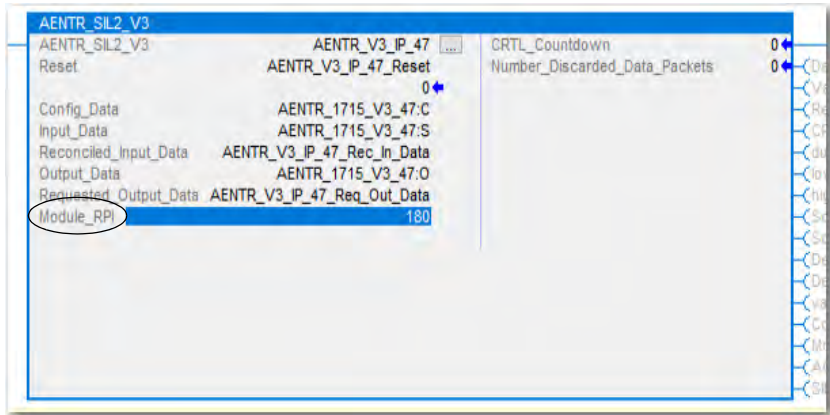 AENTR_SIL2_V3
AENTR_SIL2_V3 AENTR_V3_IP_47 ... CRTL_Countdown 0
Reset AENTR_V3_IP_47_Reset Number_Discarded_Data_Packets 0
0
Config_Data AENTR_1715_V3_47:C
Input_Data AENTR_1715_V3_47:S
Reconciled_Input_Data AENTR_V3_IP_47_Rec_In_Data
Output_Data AENTR_1715_V3_47:O
Requested_Output_Data AENTR_V3_IP_47_Req_Out_Data
Module_RPI 180